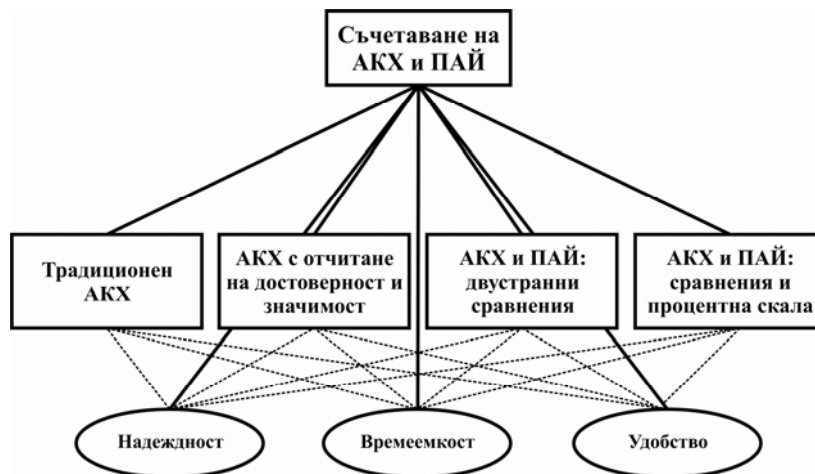 Съчетаване на
АКХ и ПАЙ
Традиционен
АКХ
АКХ с отчитане
на достоверност и
значимост
АКХ и ПАЙ:
двустранни
сравнения
АКХ и ПАЙ:
сравнения и
процентна скала
Надеждност
Времеемкост
Удобство